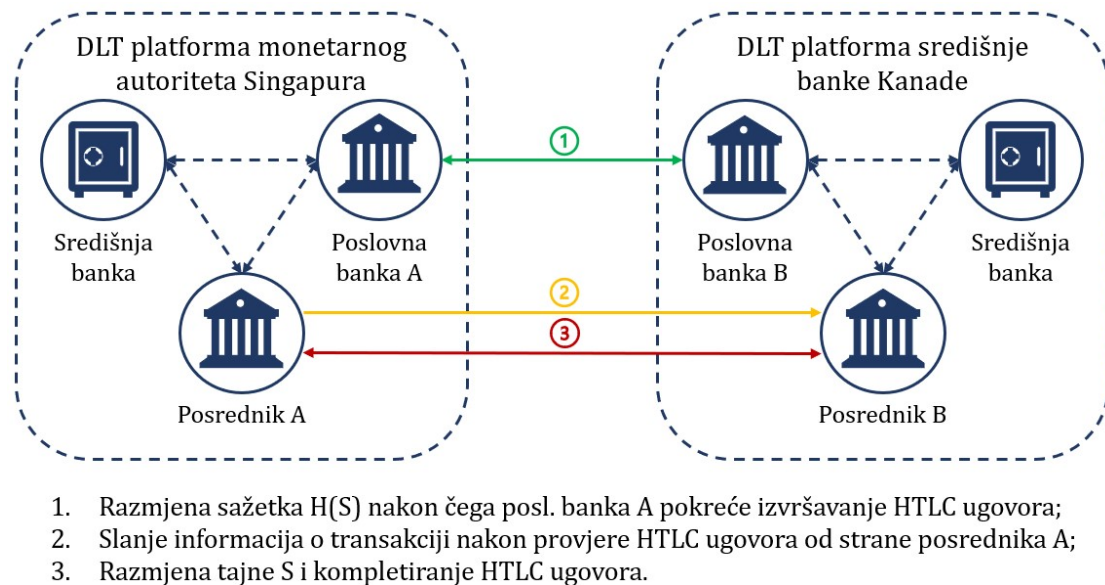 DLT platforma monetarnog
autoriteta Singapura
DLT platforma središnje
banke Kanade
1
Središnja
banka
Poslovna
banka A
Poslovna
banka B
Središnja
banka
2
3
Posrednik A
Posrednik B
1. Razmjena sažetka H(S) nakon čega posl. banka A pokreće izvršavanje HTLC ugovora;
2. Slanje informacija o transakciji nakon provjere HTLC ugovora od strane posrednika A;
3. Razmjena tajne S i kompletiranje HTLC ugovora.